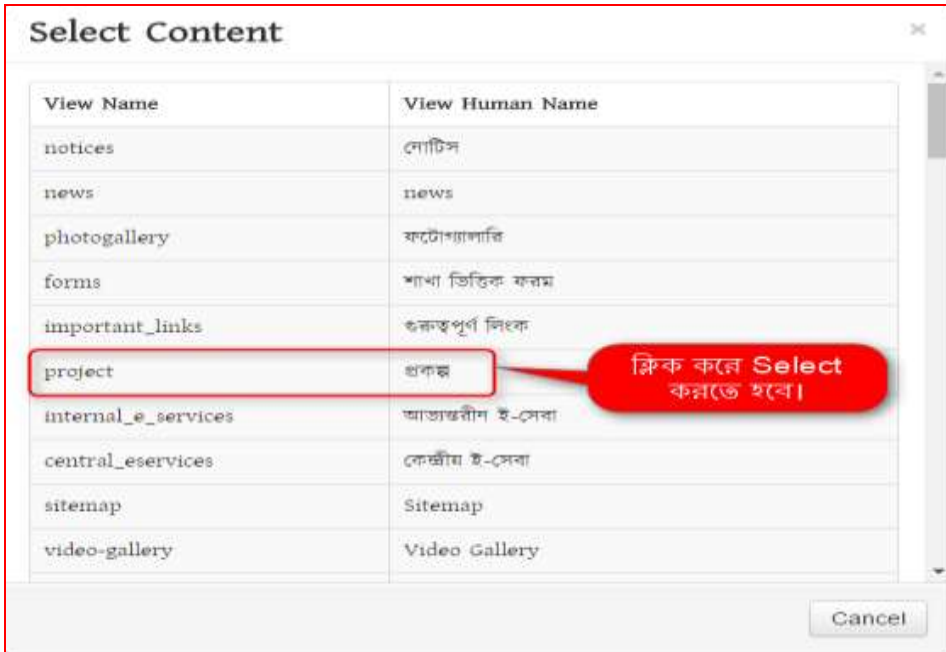 Select Content
×
View Name View Human Name
notices নোটিস
news news
photogallery ফটোগ্যালারি
forms শাখা ভিত্তিক ফরম
important_links গুরুত্বপূর্ণ লিংক
project প্রকল্প
ক্লিক করে Select
করতে হবে।
internal_e_services আভ্যন্তরীন ই-সেবা
central_eservices কেন্দ্রীয় ই-সেবা
sitemap Sitemap
video-gallery Video Gallery
Cancel